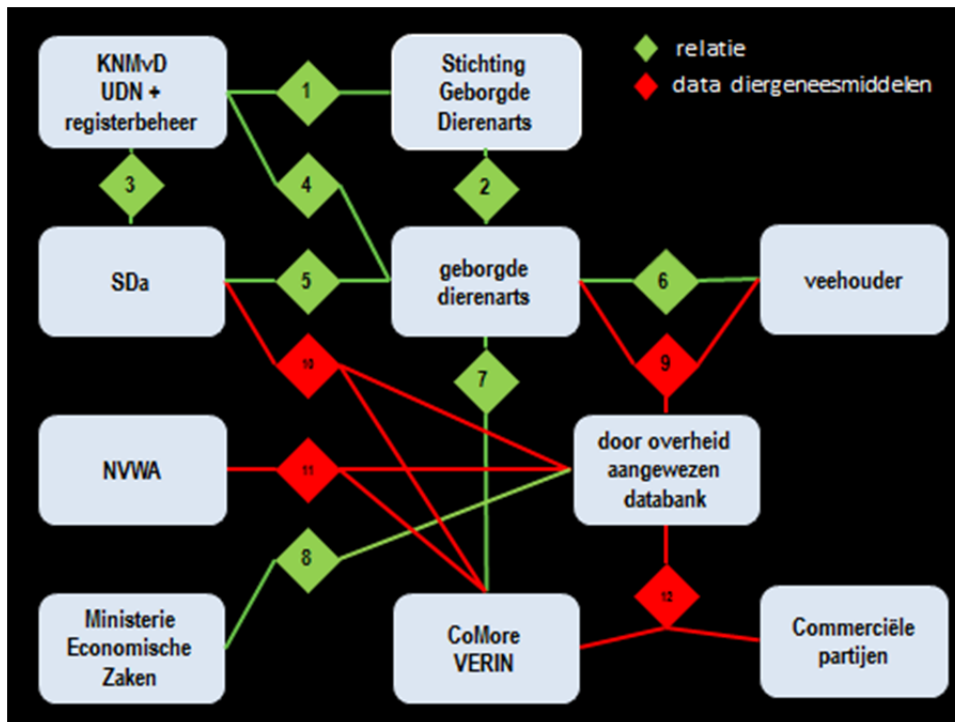 KNMvD
UDN +
registerbeheer
1
Stichting
Geborgde
Dierenarts
relatie
data diergeneesmiddelen
3
4
2
SDa
5
geborgde
dierenarts
6
veehouder
10
7
9
NVWA
11
door overheid
aangewezen
databank
8
Ministerie
Economische
Zaken
CoMore
VERIN
12
Commerciële
partijen